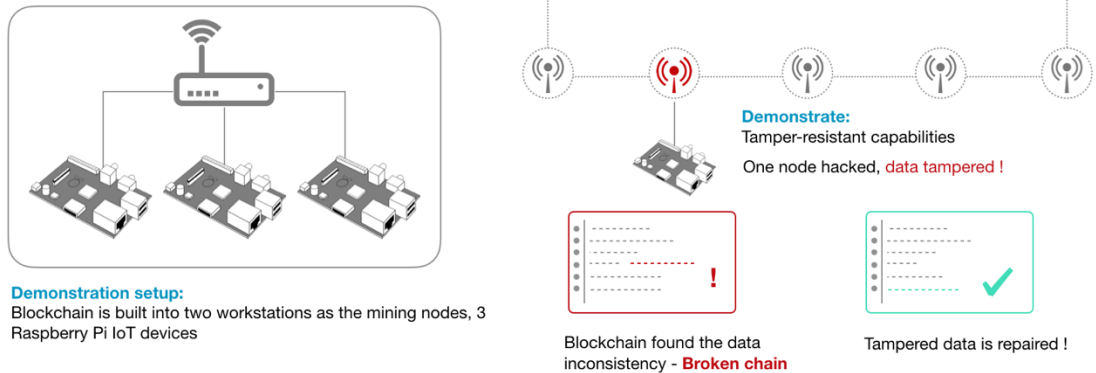 Demonstration setup:
Blockchain is built into two workstations as the mining nodes, 3
Raspberry Pi IoT devices
Demonstrate:
Tamper-resistant capabilities
One node hacked, data tampered !
!
Blockchain found the data
inconsistency - Broken chain
Tampered data is repaired !